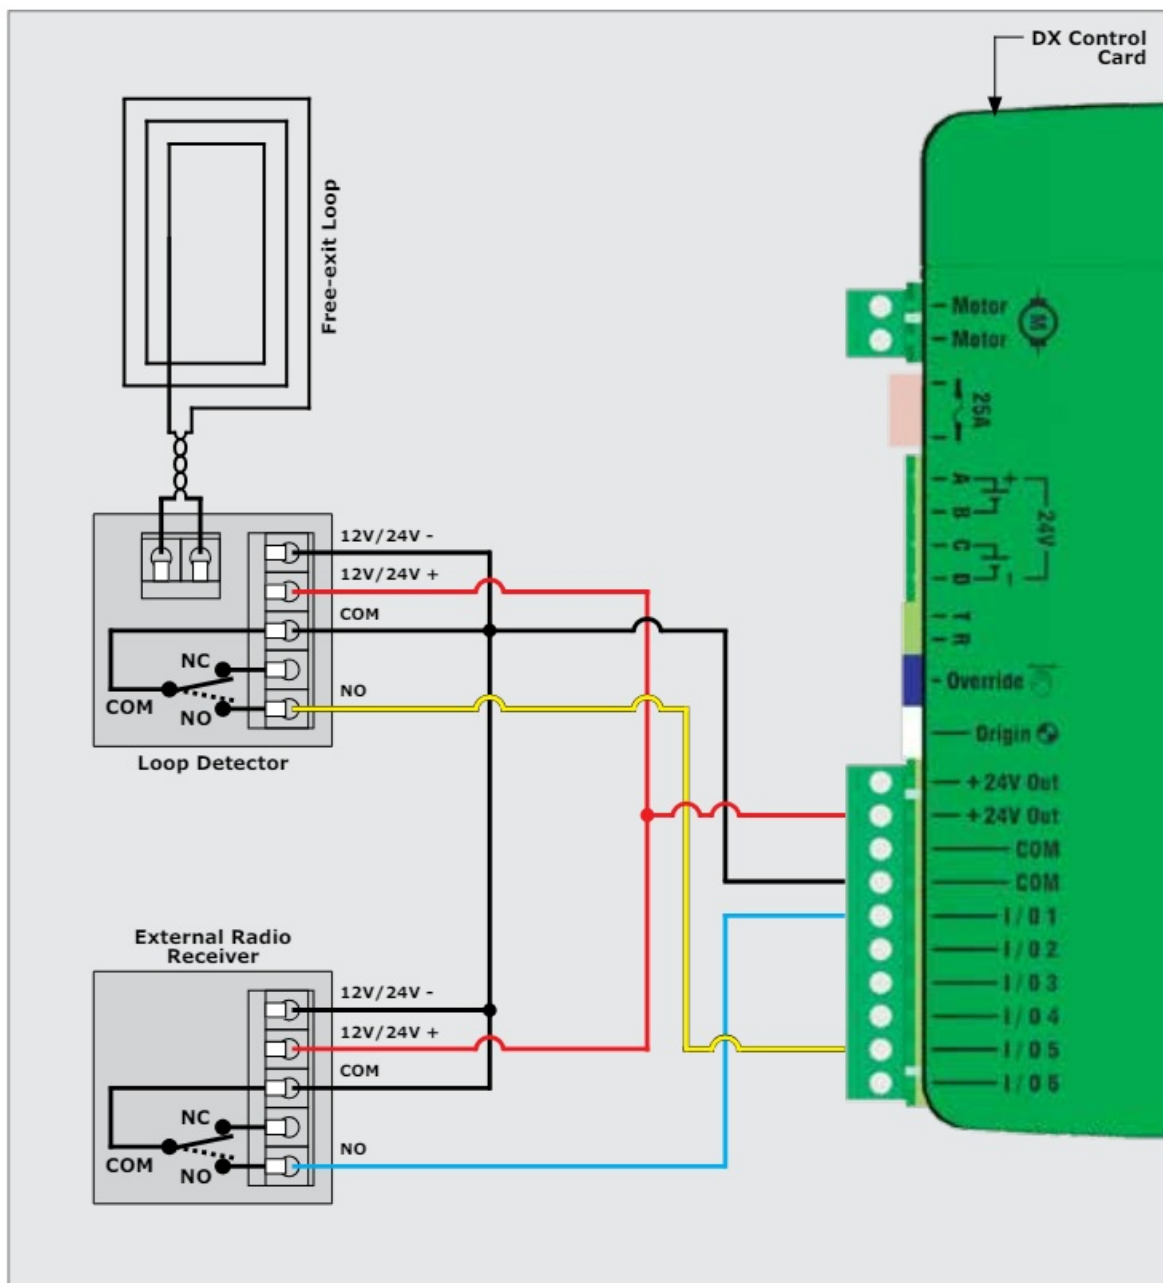 DX Control
Card
Free-exit Loop
Motor
Motor
M
25A
A
+
B
24V
C
D
-
T
R
Override
Origin
+24V Out
+24V Out
COM
COM
I/O 1
I/O 2
I/O 3
I/O 4
I/O 5
I/O 6
12V/24V -
12V/24V +
COM
NC
NO
COM
NO
Loop Detector
External Radio
Receiver
12V/24V -
12V/24V +
COM
NC
NO
COM
NO